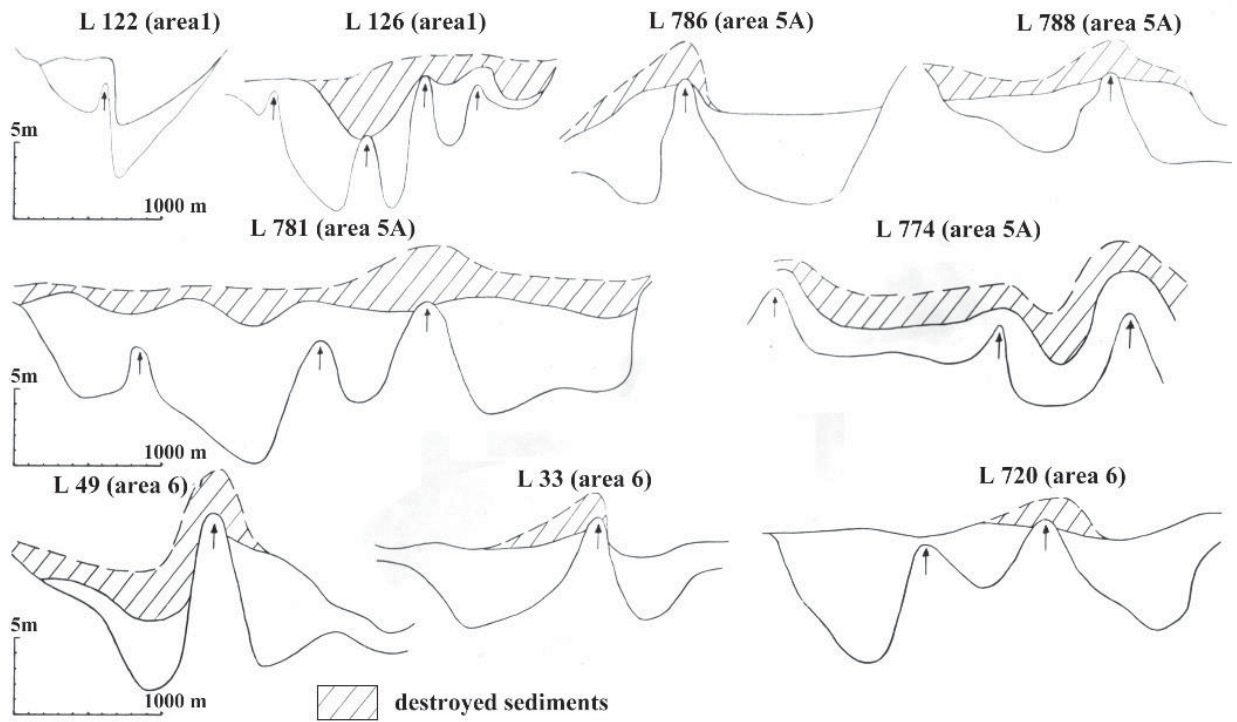 L 122 (area1)
L 126 (area1)
L 786 (area 5A)
L 788 (area 5A)
5m
1000 m
L 781 (area 5A)
L 774 (area 5A)
5m
1000 m
L 49 (area 6)
L 33 (area 6)
L 720 (area 6)
5m
1000 m
destroyed sediments